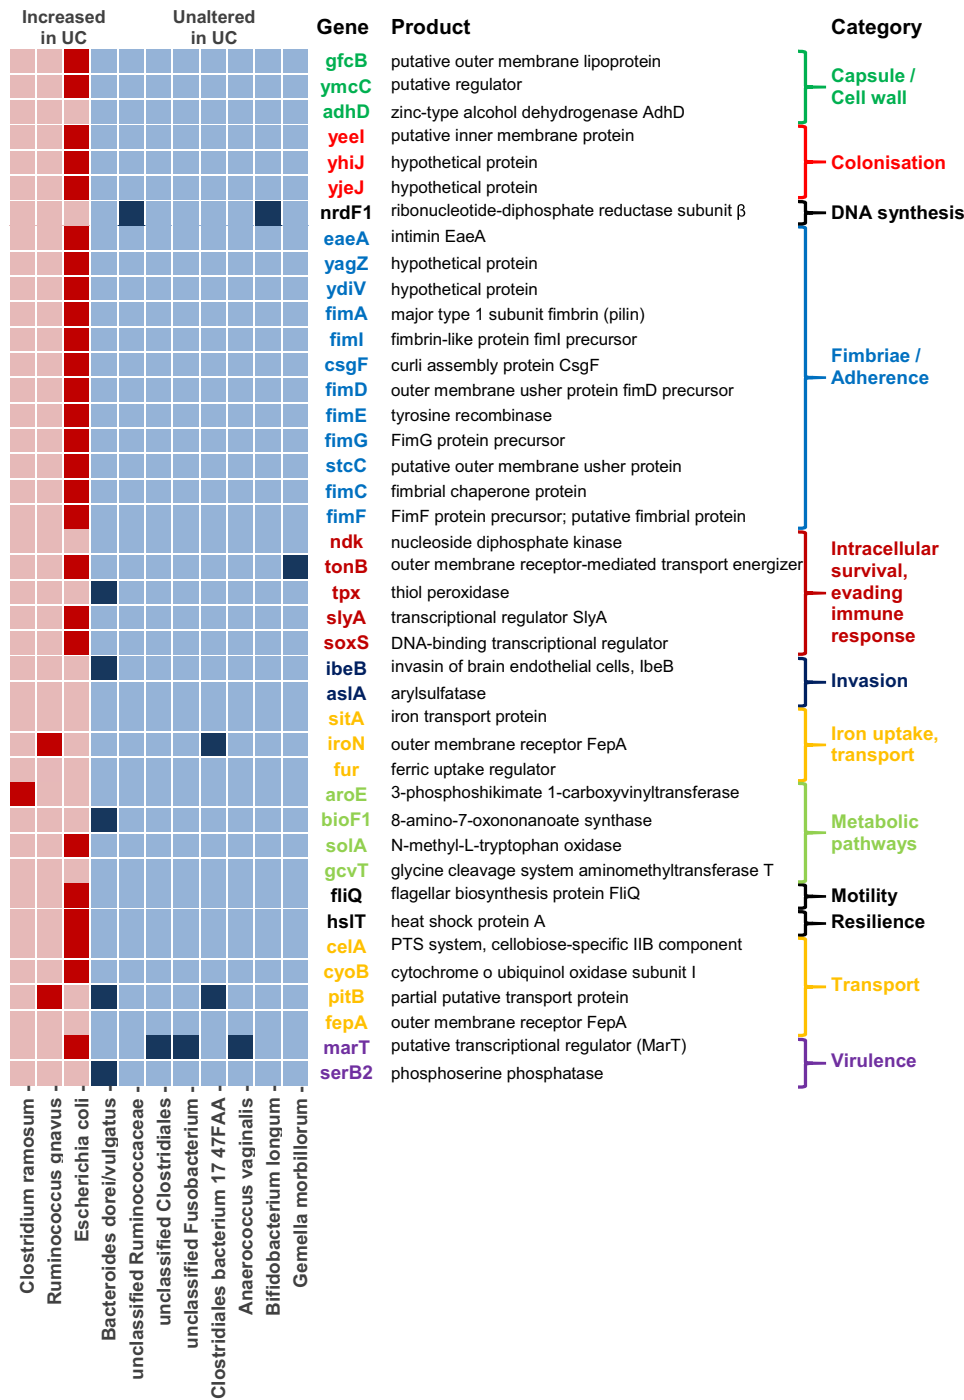 Increased in UC
Unaltered in UC
Gene Product Category
gfcB putative outer membrane lipoprotein
ymcC putative regulator
adhD zinc-type alcohol dehydrogenase AdhD
Capsule /
Cell wall
yeeI putative inner membrane protein
yhiJ hypothetical protein
yjeJ hypothetical protein
Colonisation
nrdF1 ribonucleotide-diphosphate reductase subunit β
DNA synthesis
eaeA intimin EaeA
yagZ hypothetical protein
ydiV hypothetical protein
fimA major type 1 subunit fimbrin (pilin)
fimI fimbrin-like protein fimI precursor
csgF curli assembly protein CsgF
fimD outer membrane usher protein fimD precursor
fimE tyrosine recombinase
fimG FimG protein precursor
stcC putative outer membrane usher protein
fimC fimbrial chaperone protein
fimF FimF protein precursor; putative fimbrial protein
Fimbriae /
Adherence
ndk nucleoside diphosphate kinase
tonB outer membrane receptor-mediated transport energizer
tpx thiol peroxidase
slyA transcriptional regulator SlyA
soxS DNA-binding transcriptional regulator
Intracellular
survival,
evading
immune
response
ibeB invasin of brain endothelial cells, IbeB
aslA arylsulfatase
Invasion
sitA iron transport protein
iroN outer membrane receptor FepA
fur ferric uptake regulator
Iron uptake,
transport
aroE 3-phosphoshikimate 1-carboxyvinyltransferase
bioF1 8-amino-7-oxononanoate synthase
solA N-methyl-L-tryptophan oxidase
gcvT glycine cleavage system aminomethyltransferase T
Metabolic
pathways
fliQ flagellar biosynthesis protein FliQ
Motility
hslT heat shock protein A
Resilience
celA PTS system, cellobiose-specific IIB component
cyoB cytochrome o ubiquinol oxidase subunit I
pitB partial putative transport protein
fepA outer membrane receptor FepA
Transport
marT putative transcriptional regulator (MarT)
serB2 phosphoserine phosphatase
Virulence
Clostridium ramosum
Ruminococcus gnavus
Escherichia coli
Bacteroides dorei/vulgatus
unclassified Ruminoccaceae
unclassified Clostridiales
unclassified Fusobacterium
Clostridiales bacterium 17 47FAA
Anaerococcus vaginalis
Bifidobacterium longum
Gemella morbillorum